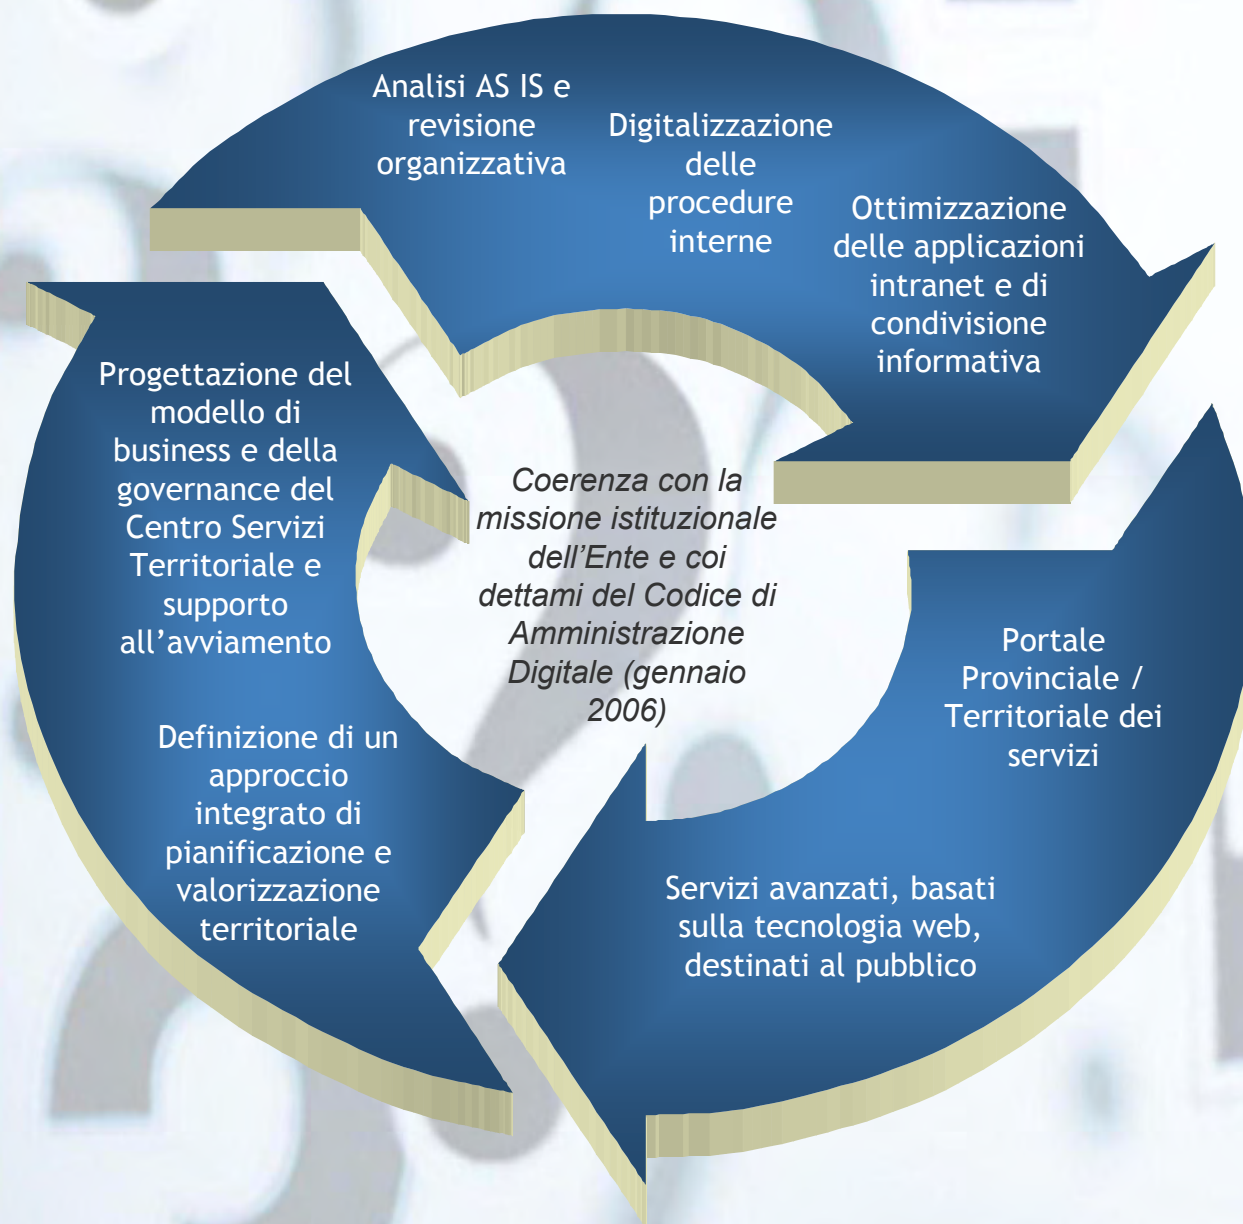 Analisi AS IS e
revisione
organizzativa
Digitalizzazione
delle
procedure
interne
Ottimizzazione
delle applicazioni
intranet e di
condivisione
informativa
Progettazione del
modello di
business e della
governance del
Centro Servizi
Territoriale e
supporto
all’avviamento
Definizione di un
approccio
integrato di
pianificazione e
valorizzazione
territoriale
Coerenza con la
missione istituzionale
dell’Ente e coi
dettami del Codice di
Amministrazione
Digitale (gennaio
2006)
Portale
Provinciale /
Territoriale dei
servizi
Servizi avanzati, basati
sulla tecnologia web,
destinati al pubblico